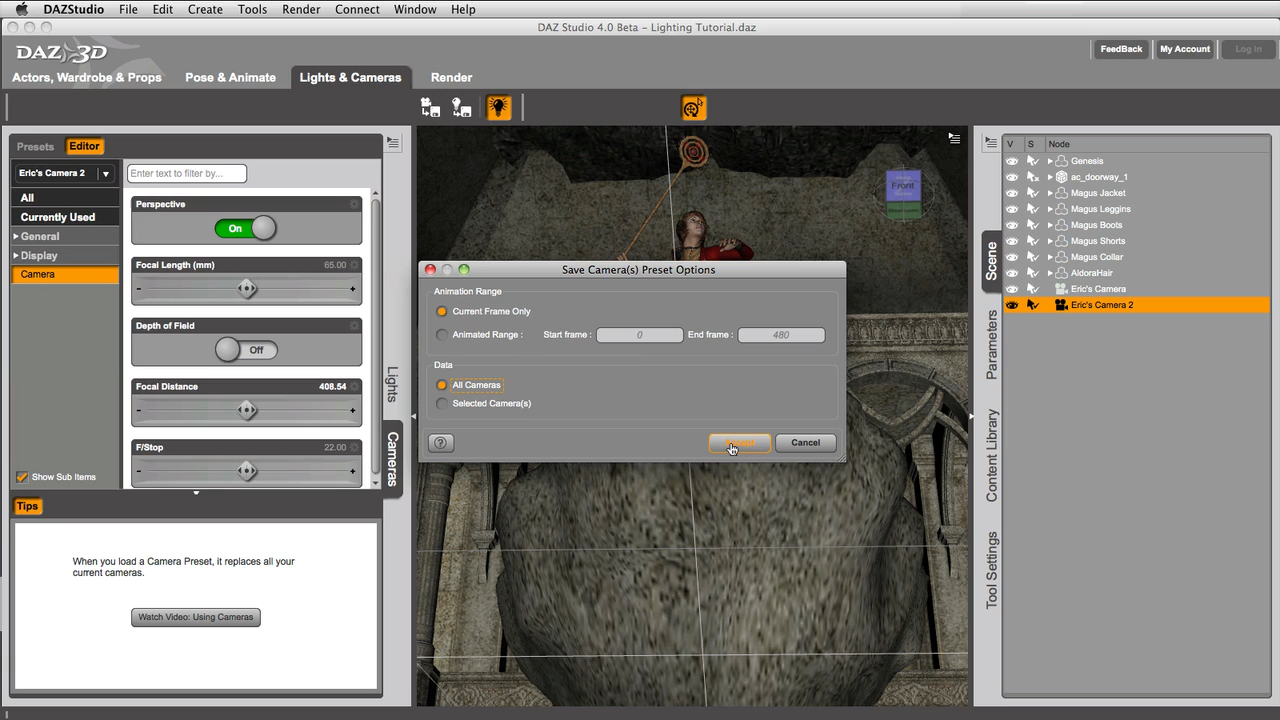 DAZStudio File Edit Create Tools Render Connect Window Help
DAZ Studio 4.0 Beta – Lighting Tutorial.daz
DAZ 3D
FeedBack My Account Log In
Actors, Wardrobe & Props Pose & Animate Lights & Cameras Render
Presets Editor
Eric's Camera 2
Enter text to filter by...
All
Currently Used
General
Display
Camera
Show Sub Items
Perspective
On
Focal Length (mm) 65.00
- +
Depth of Field
Off
Focal Distance 408.54
- +
F/Stop 22.00
- +
Lights
Cameras
Tips
When you load a Camera Preset, it replaces all your
current cameras.
Watch Video: Using Cameras
Front
Save Camera(s) Preset Options
Animation Range
Current Frame Only
Animated Range : Start frame : 0 End frame : 480
Data
All Cameras
Selected Camera(s)
?
Cancel
Scene
Parameters
Content Library
Tool Settings
V S Node
Genesis
ac_doorway_1
Magus Jacket
Magus Leggins
Magus Boots
Magus Shorts
Magus Collar
AldoraHair
Eric's Camera
Eric's Camera 2